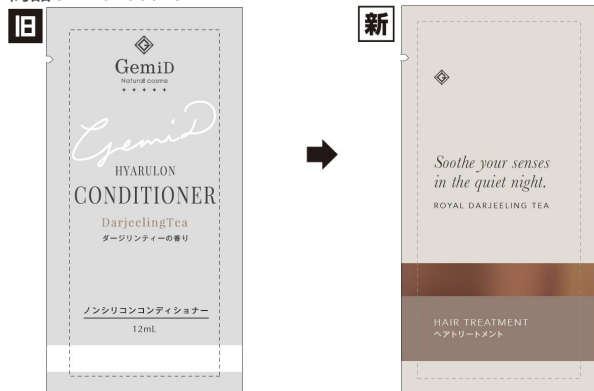 旧
GemiD
Natural cosme
GemiD
HYARULON
CONDITIONER
DarjeelingTea
ダージリンティーの香り
ノンシリコンコンディショナー
12mL
新
Soothe your senses
in the quiet night.
ROYAL DARJEELING TEA
HAIR TREATMENT
ヘアトリートメント